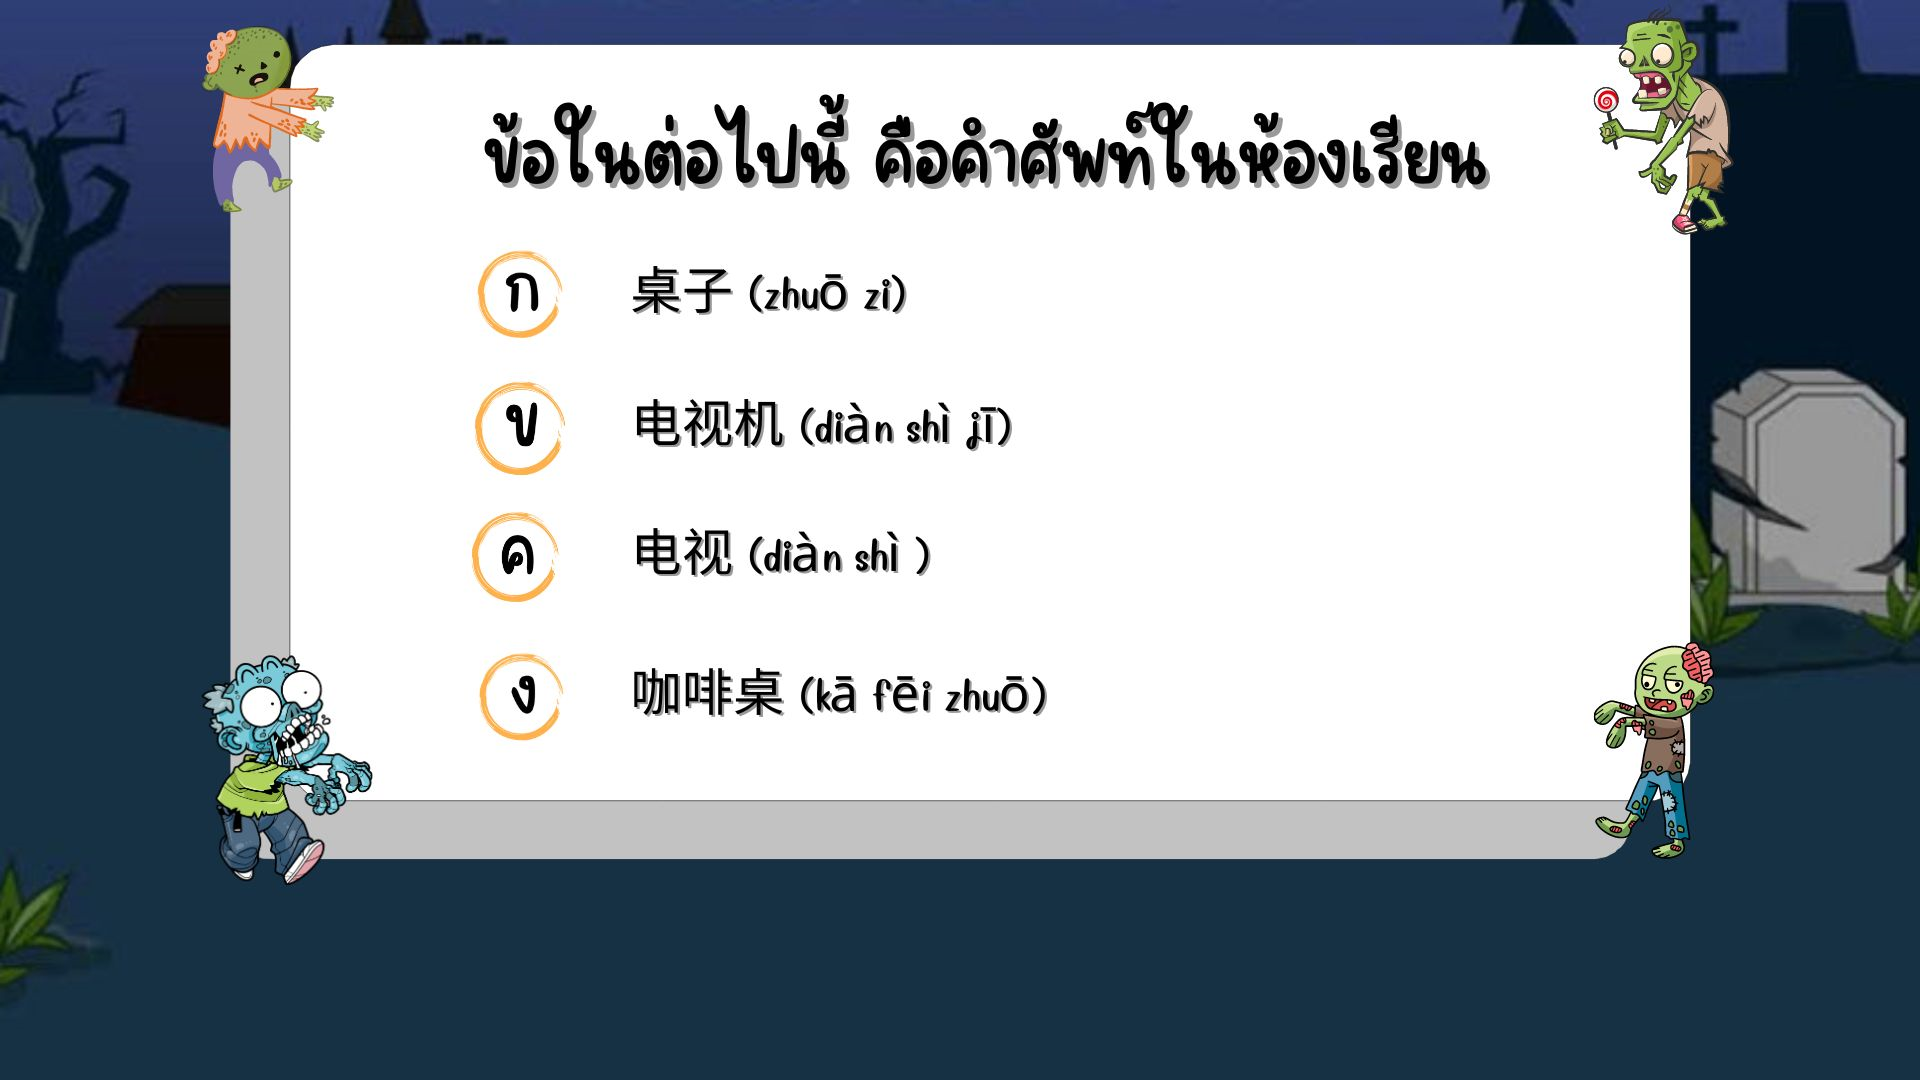 ข้อในต่อไปนี้ คือคำศัพท์ในห้องเรียน
ก 桌子 (zhuō zi)
ข 电视机 (diàn shì jī)
ค 电视 (diàn shì )
ง 咖啡桌 (kā fēi zhuō)